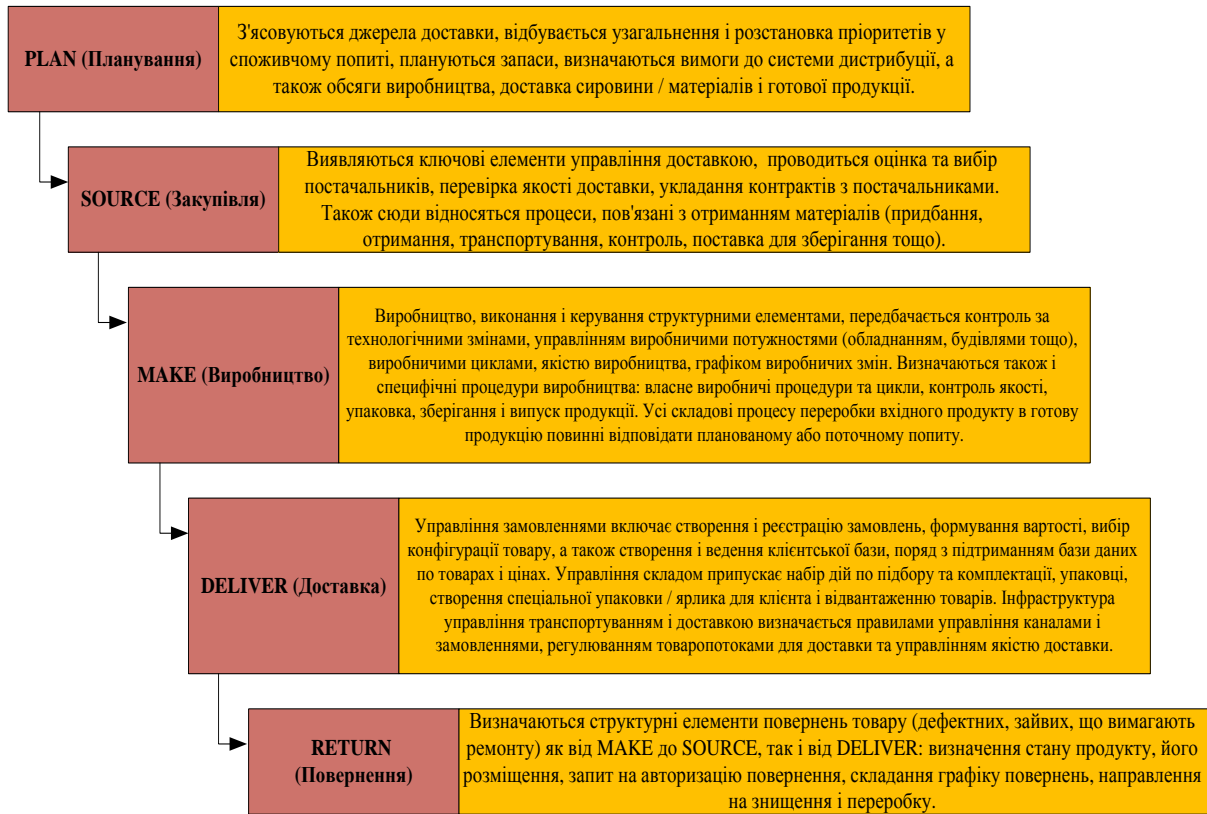 PLAN (Планування)
З'ясовуються джерела доставки, відбувається узагальнення і розстановка пріоритетів у
споживчому попиті, плануються запаси, визначаються вимоги до системи дистрибуції, а
також обсяги виробництва, доставка сировини / матеріалів і готової продукції.
SOURCE (Закупівля)
Виявляються ключові елементи управління доставкою, проводиться оцінка та вибір
постачальників, перевірка якості доставки, укладання контрактів з постачальниками.
Також сюди відносяться процеси, пов'язані з отриманням матеріалів (придбання,
отримання, транспортування, контроль, поставка для зберігання тощо).
MAKE (Виробництво)
Виробництво, виконання і керування структурними елементами, передбачається контроль за
технологічними змінами, управлінням виробничими потужностями (обладнанням, будівлями тощо),
виробничими циклами, якістю виробництва, графіком виробничих змін. Визначаються також і
специфічні процедури виробництва: власне виробничі процедури та цикли, контроль якості,
упаковка, зберігання і випуск продукції. Усі складові процесу переробки вхідного продукту в готову
продукцію повинні відповідати планованому або поточному попиту.
DELIVER (Доставка)
Управління замовленнями включає створення і реєстрацію замовлень, формування вартості, вибір
конфігурації товару, а також створення і ведення клієнтської бази, поряд з підтриманням бази даних
по товарах і цінах. Управління складом припускає набір дій по підбору та комплектації, упаковці,
створення спеціальної упаковки / ярлика для клієнта і відвантаженню товарів. Інфраструктура
управління транспортуванням і доставкою визначається правилами управління каналами і
замовленнями, регулюванням товаропотоками для доставки та управлінням якістю доставки.
RETURN
(Повернення)
Визначаються структурні елементи повернень товару (дефектних, зайвих, що вимагають
ремонту) як від MAKE до SOURCE, так і від DELIVER: визначення стану продукту, його
розміщення, запит на авторизацію повернення, складання графіку повернень, направлення
на знищення і переробку.